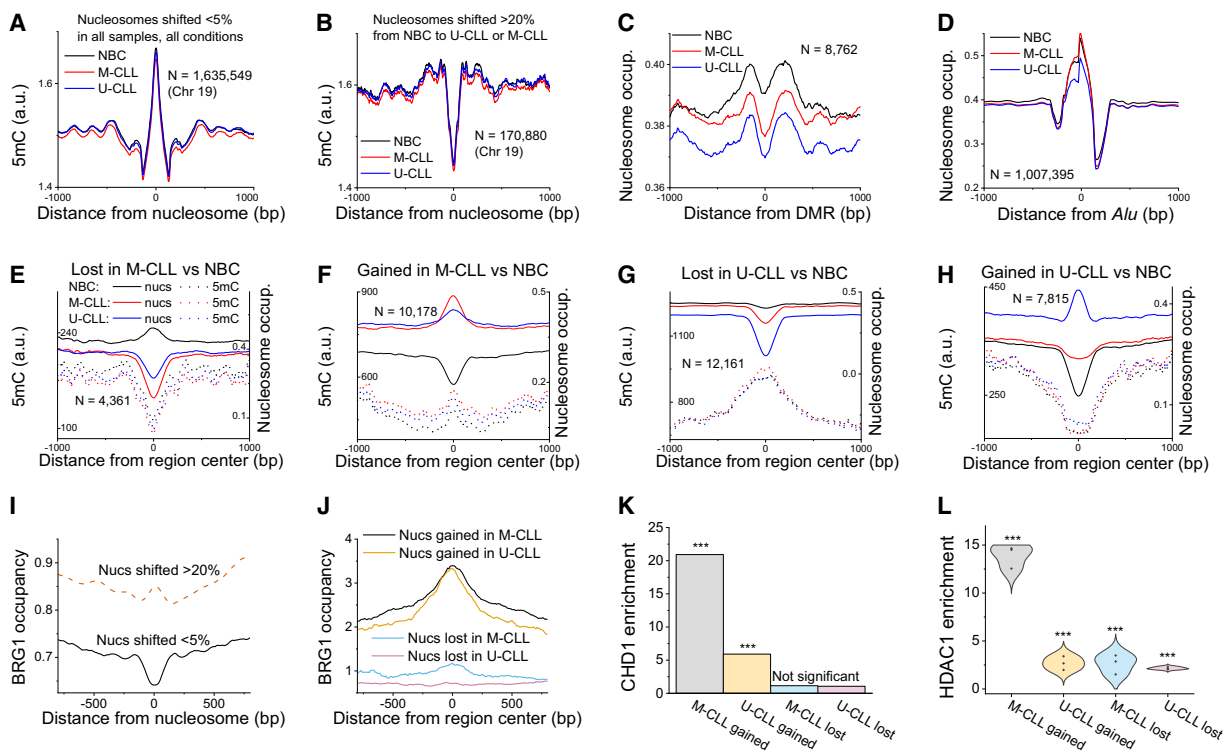 A
Nucleosomes shifted <5%
in all samples, all conditions
NBC
M-CLL
U-CLL
N = 1,635,549
(Chr 19)
5mC (a.u.)
1.6
1.4
-1000 0 1000
Distance from nucleosome (bp)
B
Nucleosomes shifted >20%
from NBC to U-CLL or M-CLL
5mC (a.u.)
1.6
1.4
N = 170,880
(Chr 19)
NBC
M-CLL
U-CLL
-1000 0 1000
Distance from nucleosome (bp)
C
NBC
M-CLL
U-CLL
N = 8,762
Nucleosome occup.
0.40
0.38
0.36
-1000 0 1000
Distance from DMR (bp)
D
NBC
M-CLL
U-CLL
Nucleosome occup.
0.5
0.4
0.3
0.2
N = 1,007,395
-1000 0 1000
Distance from Alu (bp)
E
Lost in M-CLL vs NBC
NBC: nucs 5mC
M-CLL: nucs 5mC
U-CLL: nucs 5mC
240
100
0.4
0.1
N = 4,361
5mC (a.u.)
Nucleosome occup.
-1000 0 1000
Distance from region center (bp)
F
Gained in M-CLL vs NBC
900
600
0.5
0.2
N = 10,178
5mC (a.u.)
Nucleosome occup.
-1000 0 1000
Distance from region center (bp)
G
Lost in U-CLL vs NBC
1100
800
0.5
0.0
N = 12,161
5mC (a.u.)
Nucleosome occup.
-1000 0 1000
Distance from region center (bp)
H
Gained in U-CLL vs NBC
450
250
0.4
0.1
N = 7,815
5mC (a.u.)
Nucleosome occup.
-1000 0 1000
Distance from region center (bp)
I
BRG1 occupancy
0.9
0.8
0.7
Nucs shifted >20%
Nucs shifted <5%
-500 0 500
Distance from nucleosome (bp)
J
BRG1 occupancy
4
3
2
1
Nucs gained in M-CLL
Nucs gained in U-CLL
Nucs lost in M-CLL
Nucs lost in U-CLL
-500 0 500
Distance from region center (bp)
K
CHD1 enrichment
25
20
15
10
5
0
***
***
Not significant
M-CLL gained
U-CLL gained
M-CLL lost
U-CLL lost
L
HDAC1 enrichment
15
10
5
0
***
***
***
***
M-CLL gained
U-CLL gained
M-CLL lost
U-CLL lost